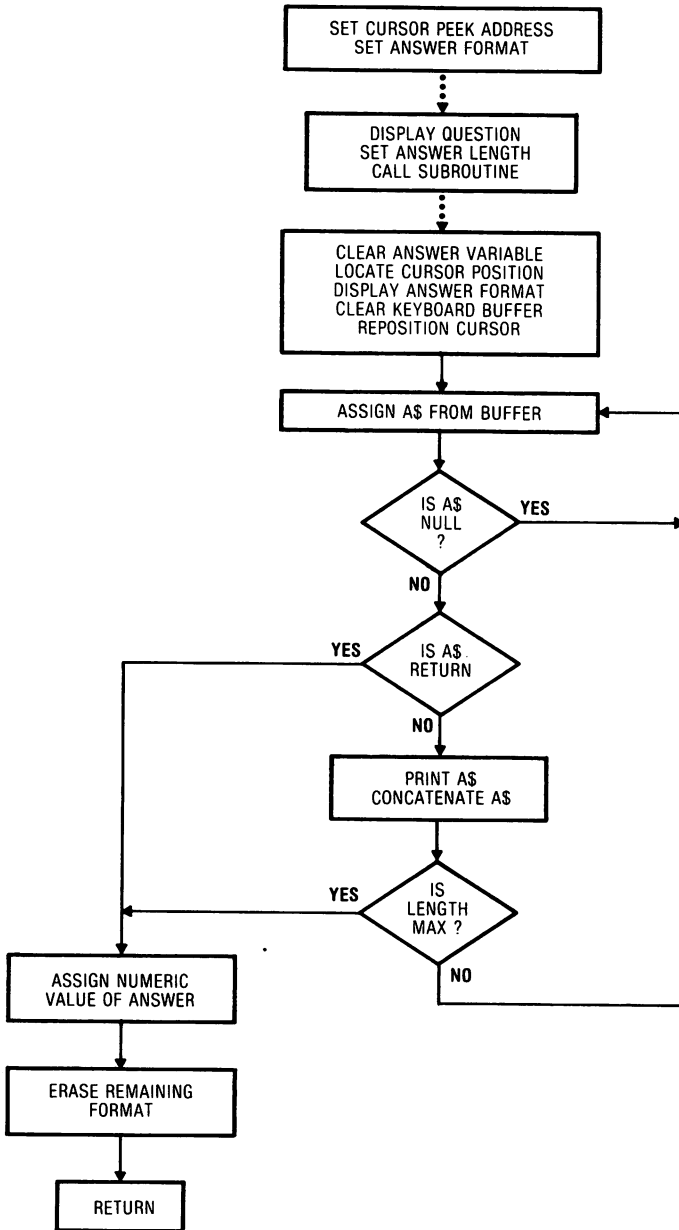 SET CURSOR PEEK ADDRESS
SET ANSWER FORMAT
DISPLAY QUESTION
SET ANSWER LENGTH
CALL SUBROUTINE
CLEAR ANSWER VARIABLE
LOCATE CURSOR POSITION
DISPLAY ANSWER FORMAT
CLEAR KEYBOARD BUFFER
REPOSITION CURSOR
ASSIGN A$ FROM BUFFER
IS A$
NULL
?
YES
NO
IS A$
RETURN
YES
NO
PRINT A$
CONCATENATE A$
IS
LENGTH
MAX ?
YES
NO
ASSIGN NUMERIC
VALUE OF ANSWER
ERASE REMAINING
FORMAT
RETURN